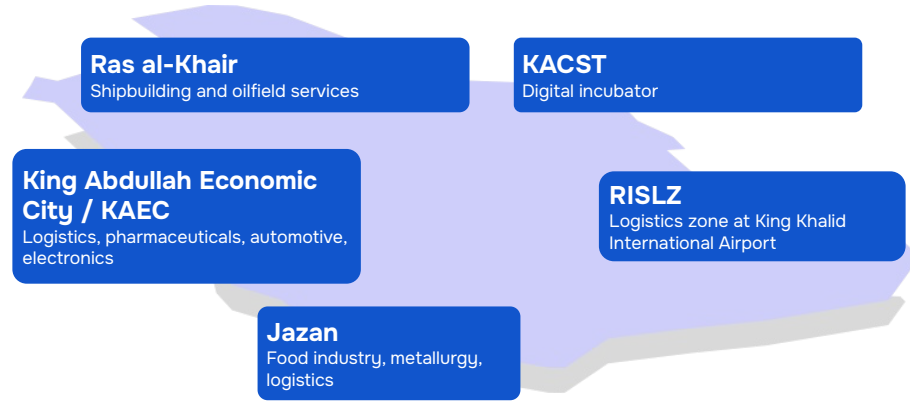 Ras al-Khair
Shipbuilding and oilfield services
KACST
Digital incubator
King Abdullah Economic
City / KAEC
Logistics, pharmaceuticals, automotive,
electronics
RISLZ
Logistics zone at King Khalid
International Airport
Jazan
Food industry, metallurgy,
logistics